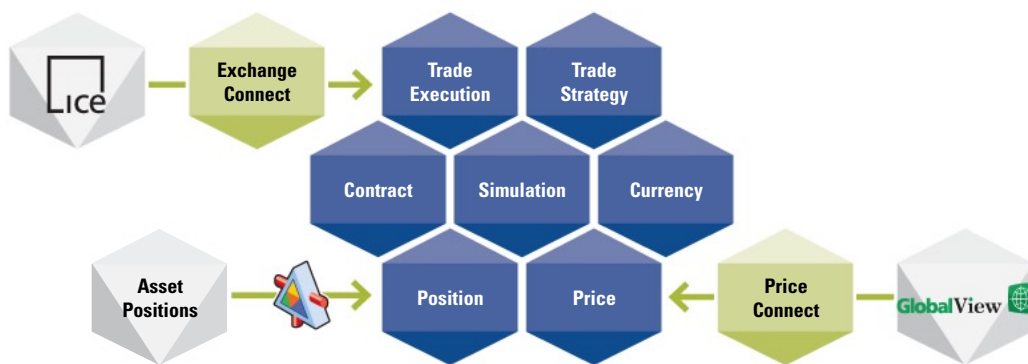 ICE
Exchange
Connect
Trade
Execution
Trade
Strategy
Contract
Simulation
Currency
Asset
Positions
Position
Price
Price
Connect
GlobalView